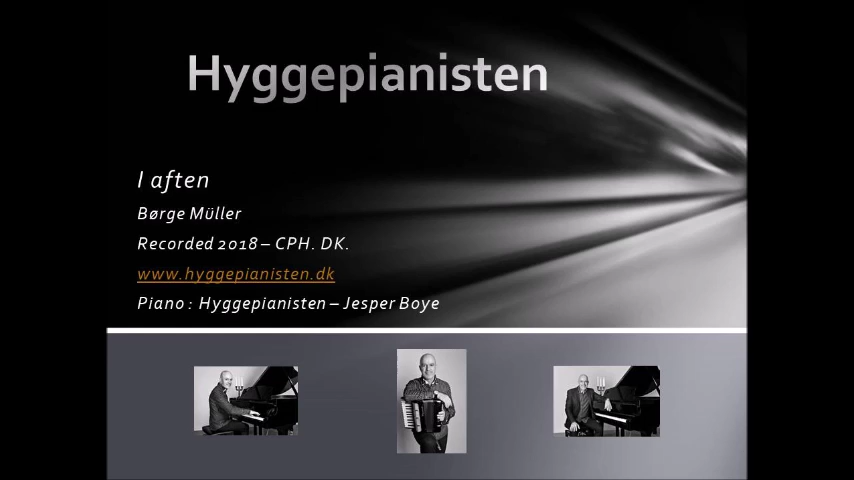 Hyggepianisten
I aften
Børge Müller
Recorded 2018 – CPH. DK.
www.hyggepianisten.dk
Piano : Hyggepianisten – Jesper Boye